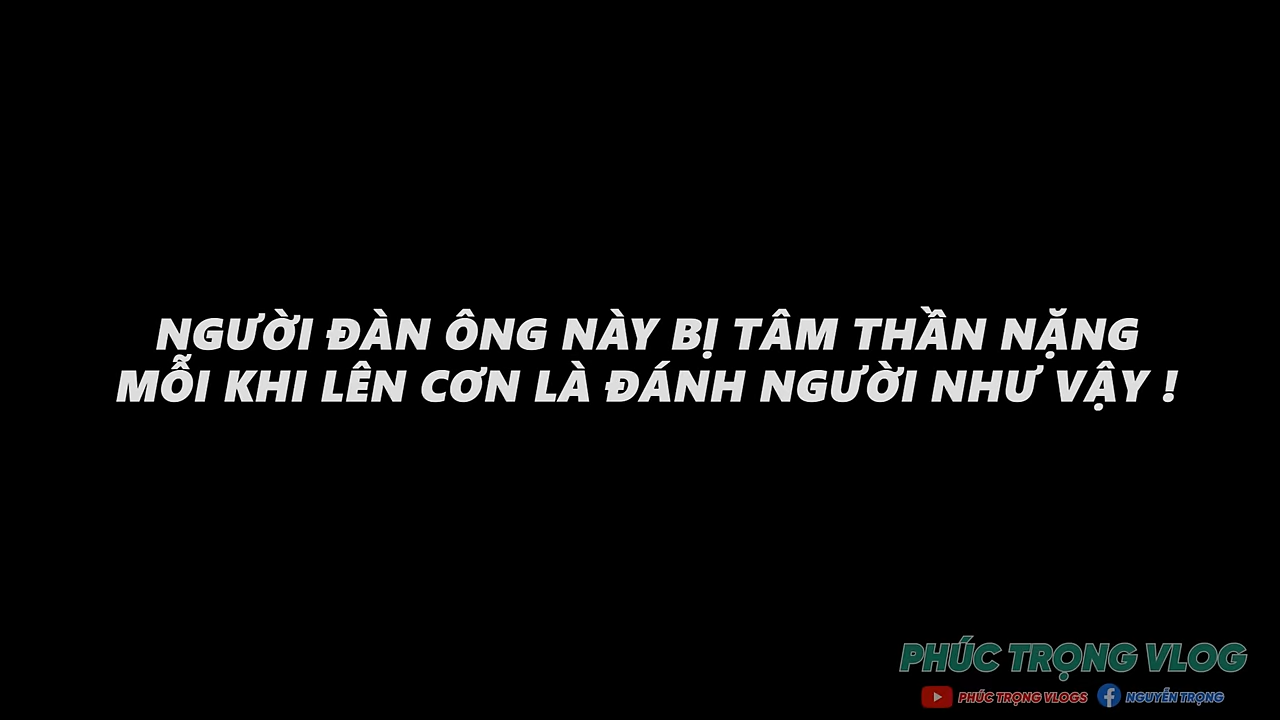 NGƯỜI ĐÀN ÔNG NÀY BỊ TÂM THẦN NẶNG
MỖI KHI LÊN CƠN LÀ ĐÁNH NGƯỜI NHƯ VẬY !
PHÚC TRỌNG VLOG
PHÚC TRỌNG VLOGS NGUYỄN TRỌNG